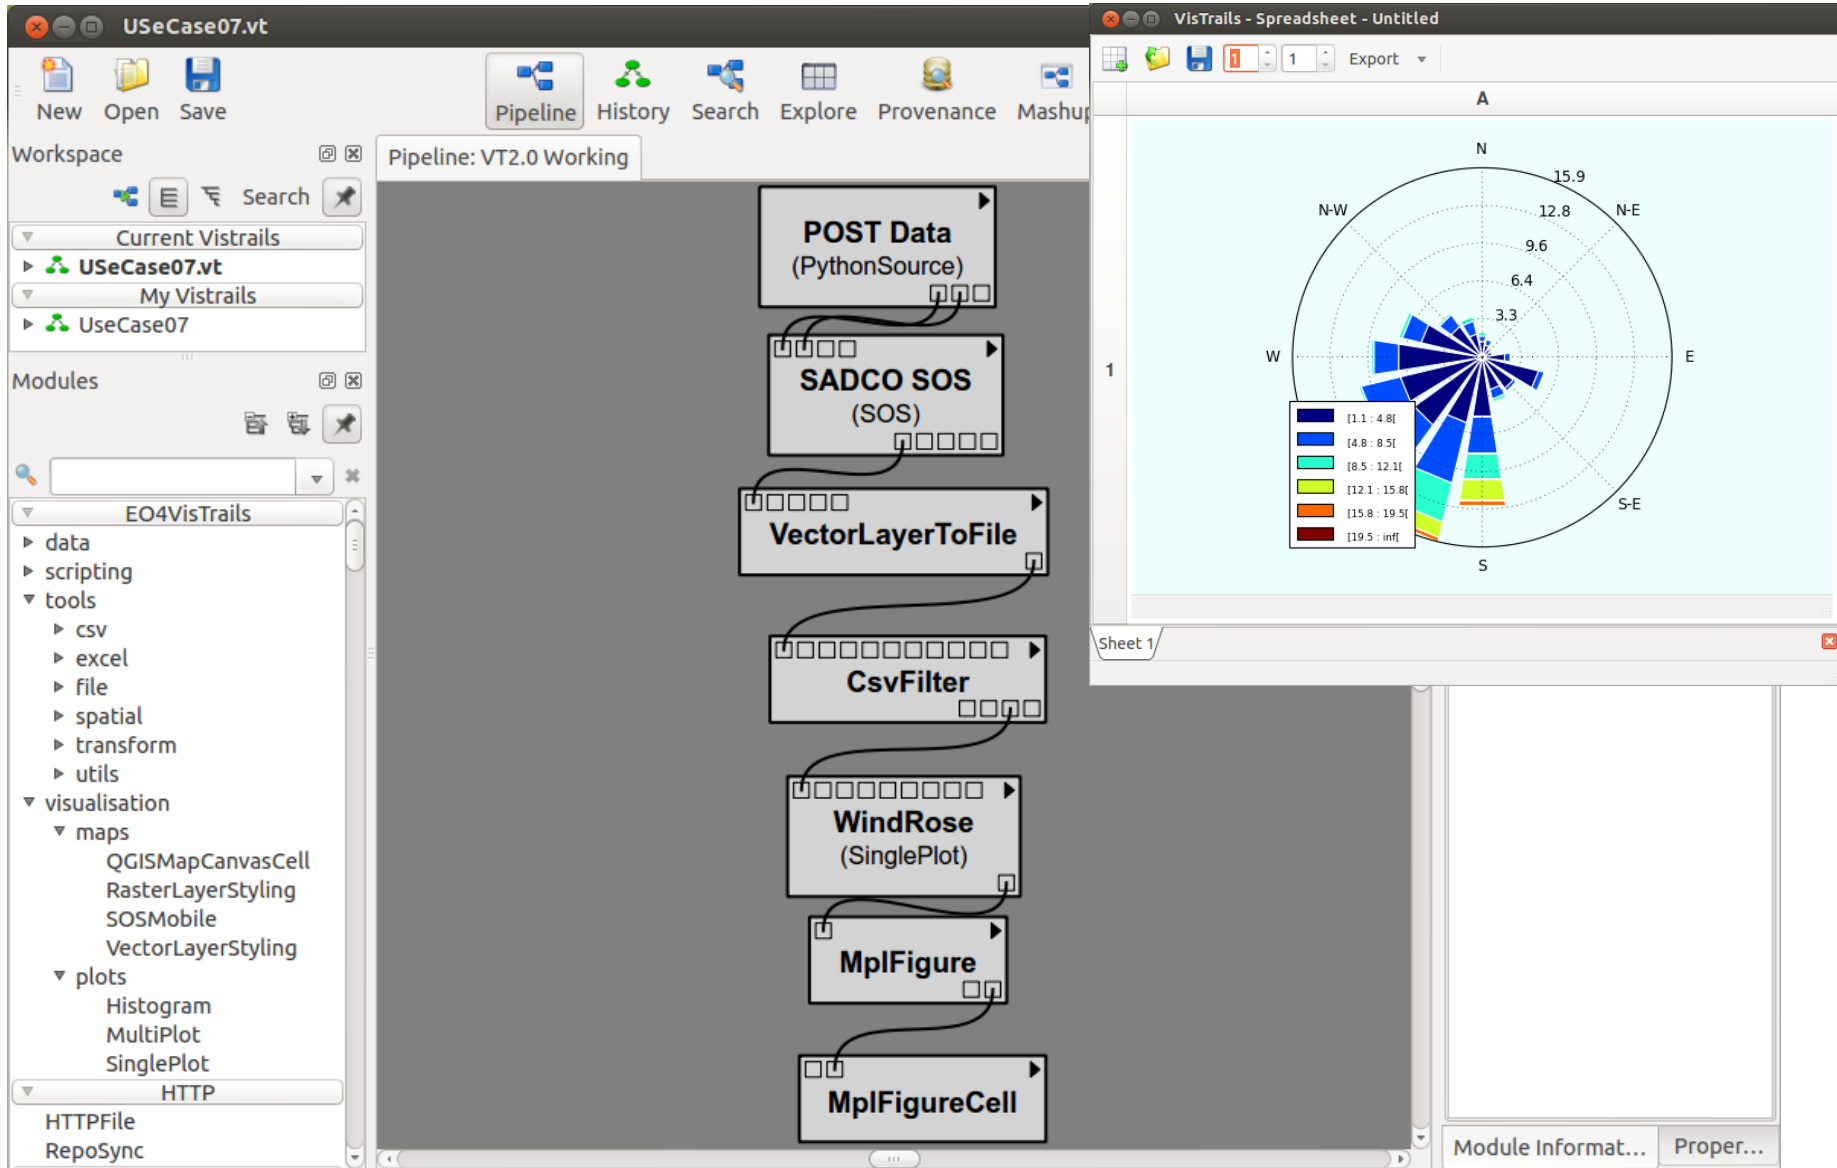 USeCase07.vt
New
Open
Save
Pipeline
History
Search
Explore
Provenance
Mashup
Workspace
Search
Current Vistrails
USeCase07.vt
My Vistrails
UseCase07
Modules
EO4VisTrails
data
scripting
tools
csv
excel
file
spatial
transform
utils
visualisation
maps
QGISMapCanvasCell
RasterLayerStyling
SOSMobile
VectorLayerStyling
plots
Histogram
MultiPlot
SinglePlot
HTTP
HTTPFile
RepoSync
Pipeline: VT2.0 Working
POST Data
(PythonSource)
SADCO SOS
(SOS)
VectorLayerToFile
CsvFilter
WindRose
(SinglePlot)
MplFigure
MplFigureCell
VisTrails - Spreadsheet - Untitled
1
1
Export
A
1
N
15.9
N-W
12.8
N-E
9.6
6.4
3.3
W
E
[1.1 : 4.8[
[4.8 : 8.5[
[8.5 : 12.1[
[12.1 : 15.8[
[15.8 : 19.5[
[19.5 : inf[
S-E
S
Sheet 1
Module Informat...
Proper...